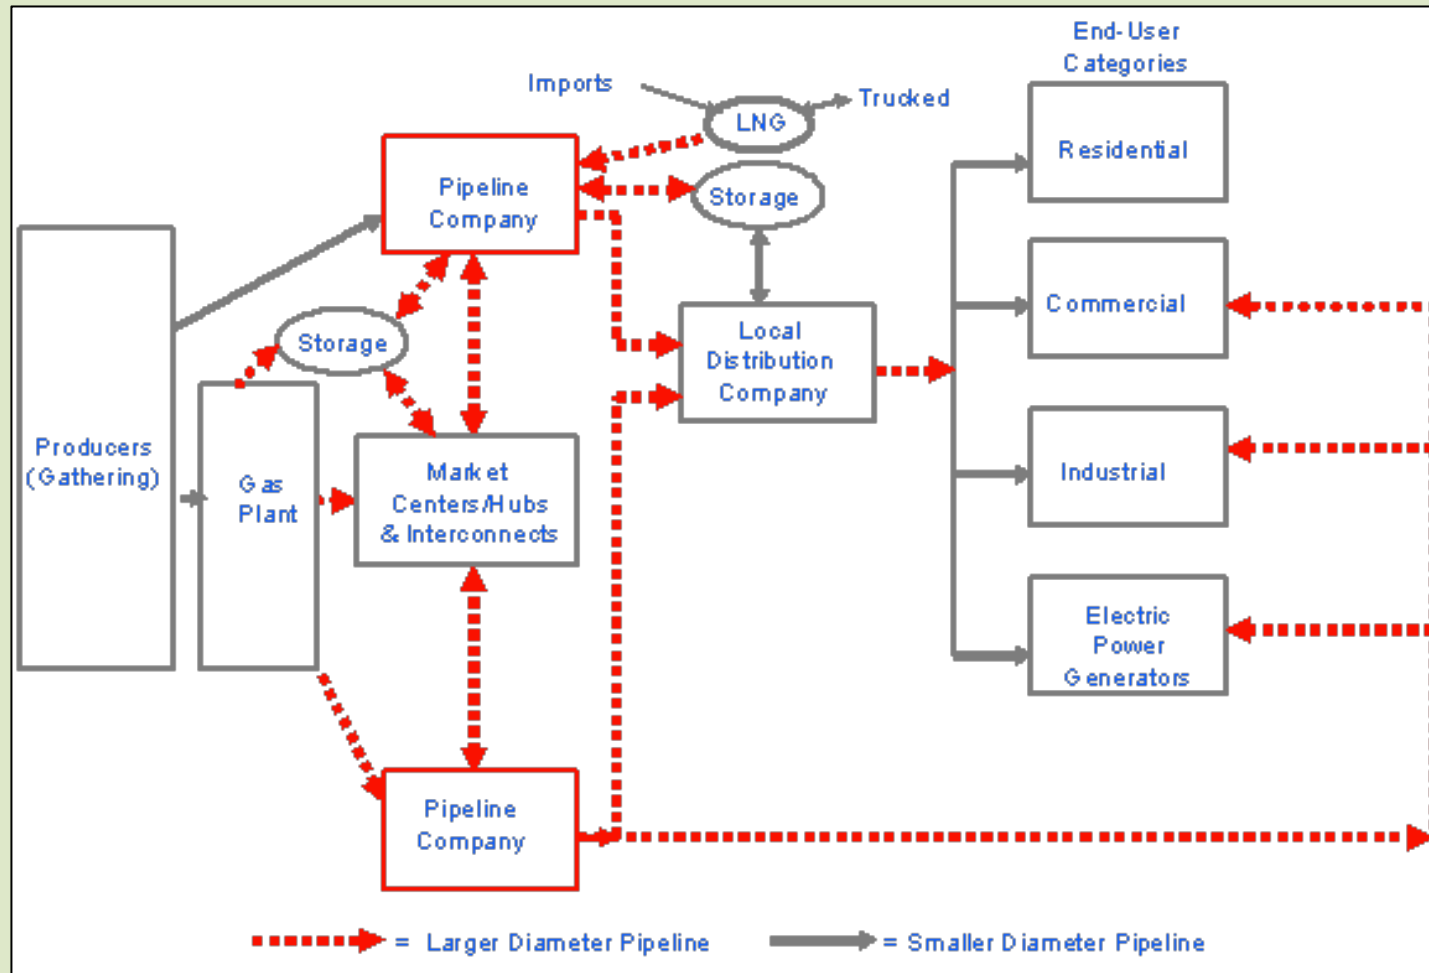 End-User
Categories
Imports
Trucked
LNG
Residential
Pipeline
Company
Storage
Commercial
Local
Distribution
Company
Storage
Producers
(Gathering)
Gas
Plant
Market
Centers/Hubs
& Interconnects
Industrial
Electric
Power
Generators
Pipeline
Company
= Larger Diameter Pipeline
= Smaller Diameter Pipeline